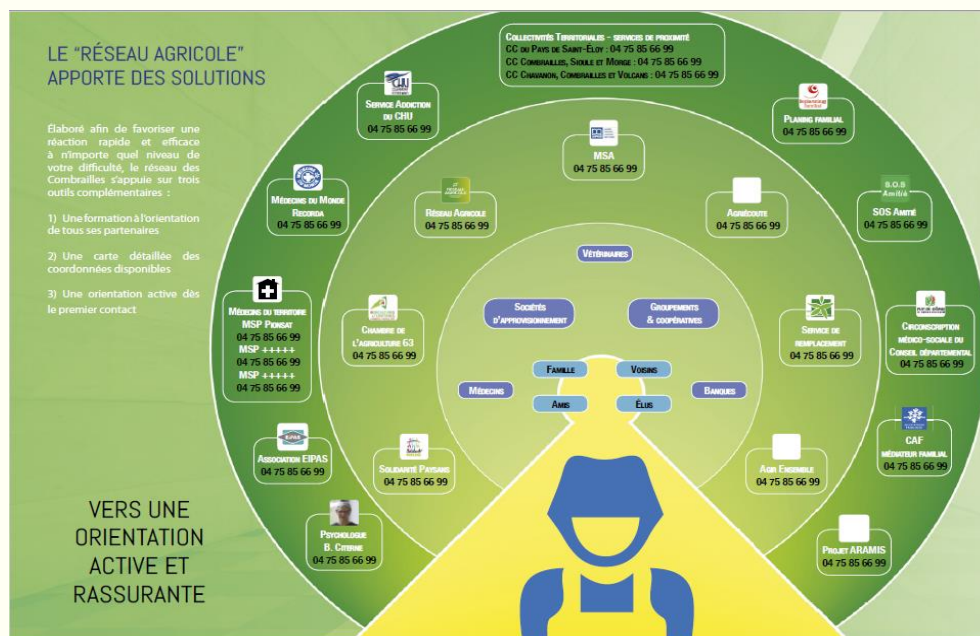 LE “RÉSEAU AGRICOLE”
APPORTE DES SOLUTIONS
Élaboré afin de favoriser une
réaction rapide et efficace
à n'importe quel niveau de
votre difficulté, le réseau des
Combrailles s'appuie sur trois
outils complémentaires :
1) Une formation à l'orientation
de tous ses partenaires
2) Une carte détaillée des
coordonnées disponibles
3) Une orientation active dès
le premier contact
VERS UNE
ORIENTATION
ACTIVE ET
RASSURANTE
Collectivités Territoriales - services de proximité
CC du Pays de Saint-Éloy : 04 75 85 66 99
CC Combrailles, Sioule et Morge : 04 75 85 66 99
CC Chavanon, Combrailles et Volcans : 04 75 85 66 99
CHU
Service Addiction
du CHU
04 75 85 66 99
Planing familial
04 75 85 66 99
MSA
04 75 85 66 99
Médecins du Monde
Recorda
04 75 85 66 99
Réseau Agricole
04 75 85 66 99
Agriécoute
04 75 85 66 99
S.O.S
Amitié
SOS Amitié
04 75 85 66 99
Vétérinaires
Médecins du territoire
MSP Pionsat
04 75 85 66 99
MSP +++++
04 75 85 66 99
MSP +++++
04 75 85 66 99
Chambre de
l'agriculture 63
04 75 85 66 99
Sociétés
d'approvisionnement
Groupements
& coopératives
Service de
remplacement
04 75 85 66 99
Circonscription
médico-sociale du
Conseil départemental
04 75 85 66 99
Famille
Voisins
Médecins
Banques
Amis
Élus
EIPAS
Association EIPAS
04 75 85 66 99
Solidarité Paysans
04 75 85 66 99
Agir Ensemble
04 75 85 66 99
CAF
médiateur familial
04 75 85 66 99
Psychologue
B. Citerne
04 75 85 66 99
Projet ARAMIS
04 75 85 66 99